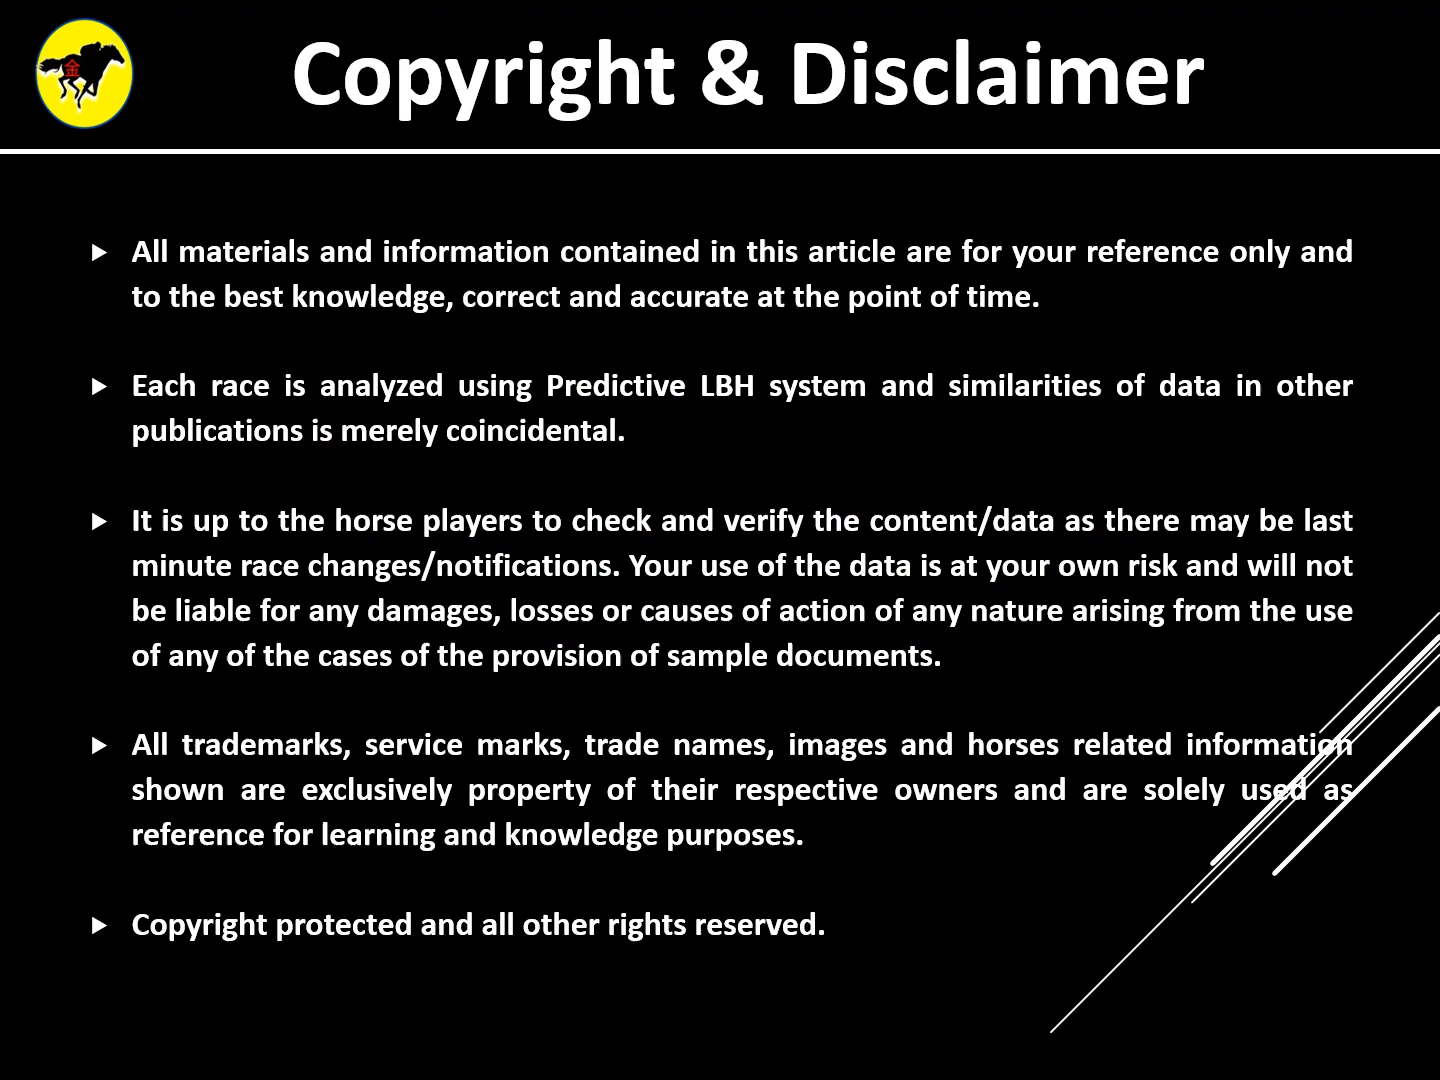 金
Copyright & Disclaimer
All materials and information contained in this article are for your reference only and
to the best knowledge, correct and accurate at the point of time.
Each race is analyzed using Predictive LBH system and similarities of data in other
publications is merely coincidental.
It is up to the horse players to check and verify the content/data as there may be last
minute race changes/notifications. Your use of the data is at your own risk and will not
be liable for any damages, losses or causes of action of any nature arising from the use
of any of the cases of the provision of sample documents.
All trademarks, service marks, trade names, images and horses related information
shown are exclusively property of their respective owners and are solely used as
reference for learning and knowledge purposes.
Copyright protected and all other rights reserved.